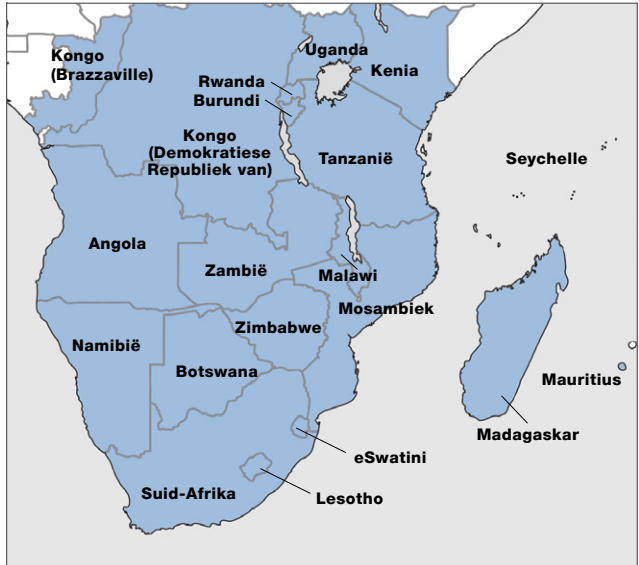 Kongo
(Brazzaville)
Uganda
Kenia
Rwanda
Burundi
Kongo
(Demokratiese
Republiek van)
Tanzanië
Seychelle
Angola
Zambië
Malawi
Mosambiek
Namibië
Zimbabwe
Botswana
Mauritius
Madagaskar
eSwatini
Suid-Afrika
Lesotho